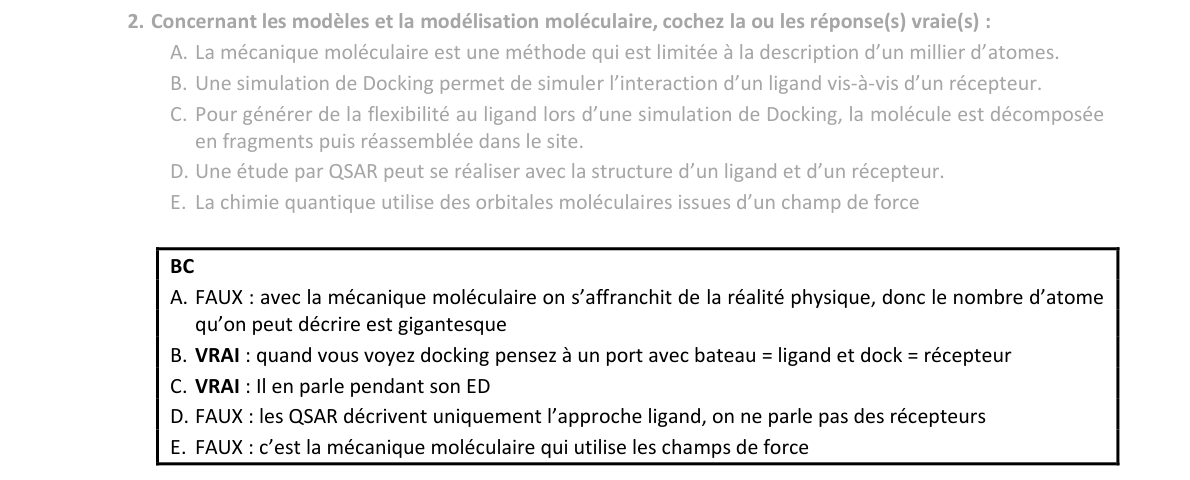 2. Concernant les modèles et la modélisation moléculaire, cochez la ou les réponse(s) vraie(s) :
A. La mécanique moléculaire est une méthode qui est limitée à la description d’un millier d’atomes.
B. Une simulation de Docking permet de simuler l’interaction d’un ligand vis-à-vis d’un récepteur.
C. Pour générer de la flexibilité au ligand lors d’une simulation de Docking, la molécule est décomposée
en fragments puis réassemblée dans le site.
D. Une étude par QSAR peut se réaliser avec la structure d’un ligand et d’un récepteur.
E. La chimie quantique utilise des orbitales moléculaires issues d’un champ de force
BC
A. FAUX : avec la mécanique moléculaire on s’affranchit de la réalité physique, donc le nombre d’atome
qu’on peut décrire est gigantesque
B. VRAI : quand vous voyez docking pensez à un port avec bateau = ligand et dock = récepteur
C. VRAI : Il en parle pendant son ED
D. FAUX : les QSAR décrivent uniquement l’approche ligand, on ne parle pas des récepteurs
E. FAUX : c’est la mécanique moléculaire qui utilise les champs de force